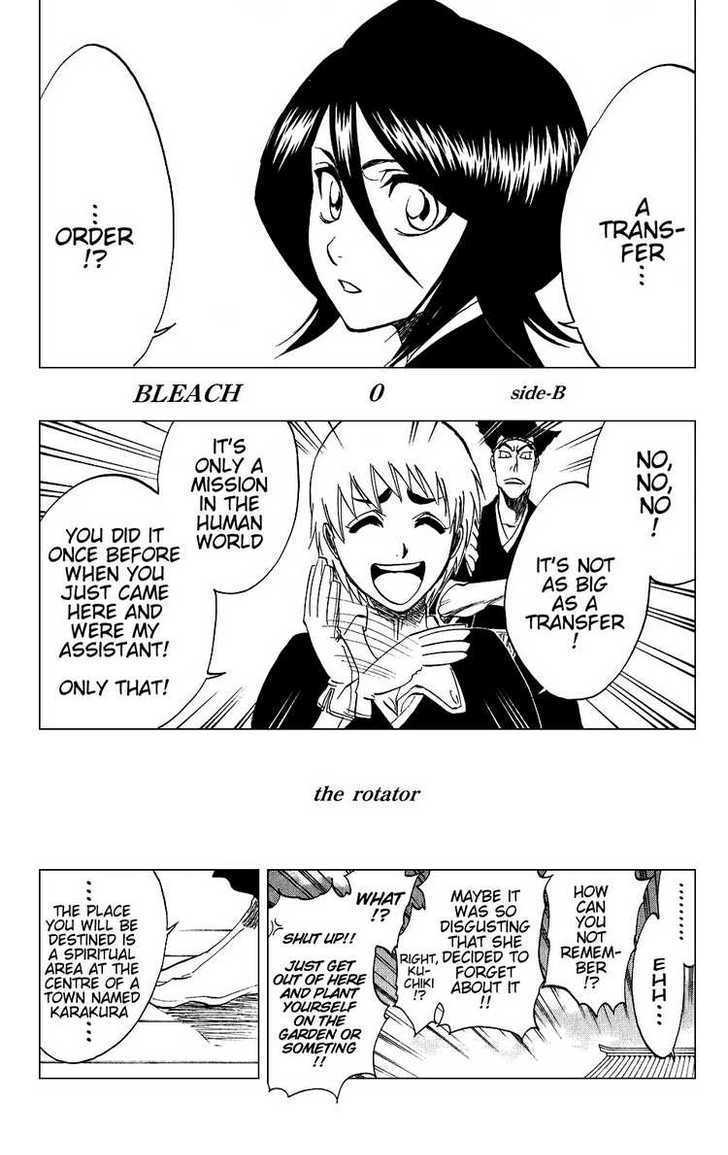 A
TRANS-
FER
...
...
ORDER
!?
BLEACH 0 side-B
NO,
NO,
NO
!
IT'S NOT
AS BIG
AS A
TRANSFER
!
IT'S
ONLY A
MISSION
IN THE
HUMAN
WORLD
YOU DID IT
ONCE BEFORE
WHEN YOU
JUST CAME
HERE AND
WERE MY
ASSISTANT!
ONLY THAT!
the rotator
........
EHH...
HOW
CAN
YOU
NOT
REMEM-
BER
!?
MAYBE IT
WAS SO
DISGUSTING
THAT SHE
DECIDED TO
FORGET
ABOUT IT
!!
RIGHT,
KU-
CHIKI
!?
WHAT
!?
SHUT UP!!
JUST GET
OUT OF HERE
AND PLANT
YOURSELF
ON THE
GARDEN OR
SOMETING
!!
...
THE PLACE
YOU WILL BE
DESTINED IS
A SPIRITUAL
AREA AT THE
CENTRE OF A
TOWN NAMED
KARAKURA
...